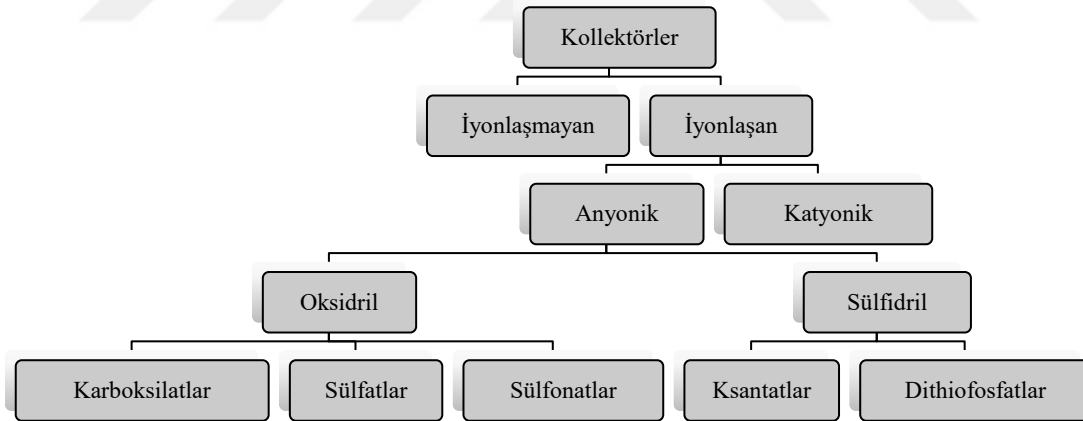 Kollektörler
İyonlaşmayan
İyonlaşan
Anyonik
Katyonik
Oksidril
Sülfidril
Karboksilatlar
Sülfatlar
Sülfonatlar
Ksantatlar
Dithiofosfatlar